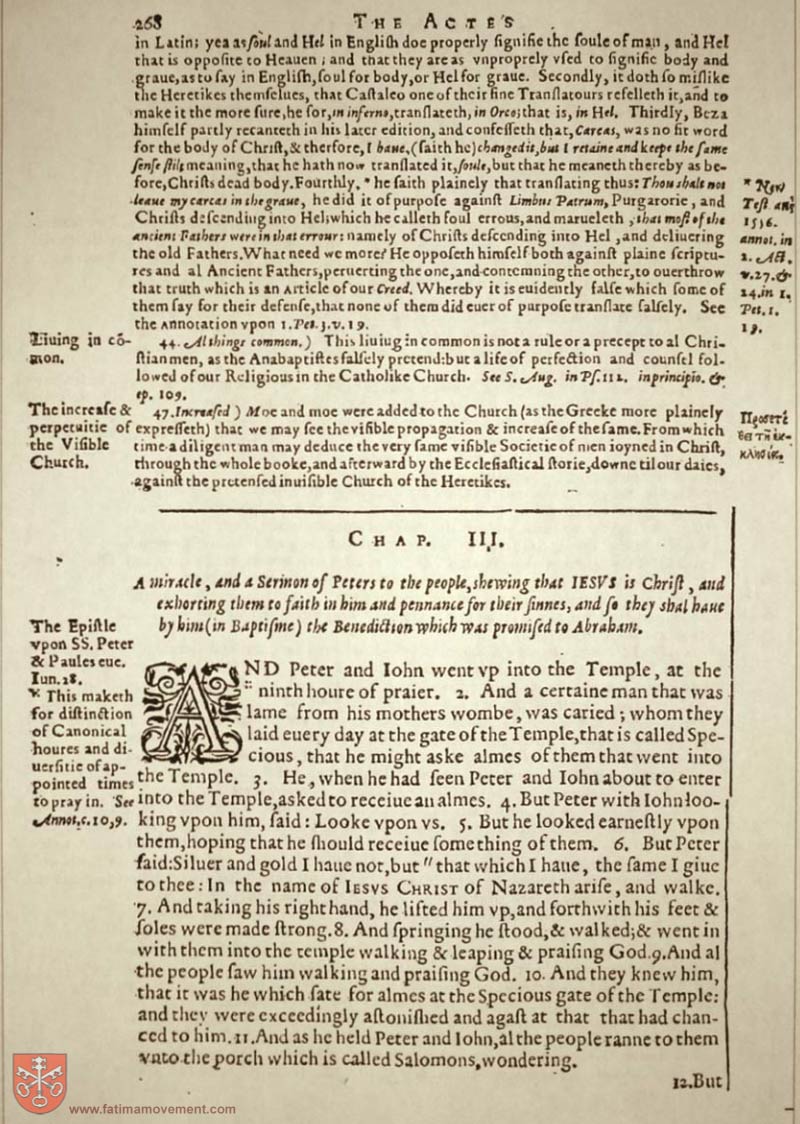 268 THE ACTES
in Latin; yea as ſoul and Hel in Engliſh doe properly ſignifie the ſoule of man, and Hel
that is oppoſite to Heauen; and that they are as vnproprely vſed to ſignifie body and
graue, as to ſay in Engliſh, ſoul for body, or Hel for graue. Secondly, it doth ſo miſlike
the Heretikes themſelues, that Caſtaleo one of their fine Tranſlatours refelleth it, and to
make it the more ſure, he for, in inferno, tranſlateth, in Orco; that is, in Hel. Thirdly, Beza
himſelf partly recanteth in his later edition, and confeſſeth that, Carcas, was no fit word
for the body of Chriſt, & therfore, I haue, (ſaith he) changed it, but I retaine and keepe the ſame
ſenſe ſtil: meaning, that he hath now tranſlated it, ſoule, but that he meaneth thereby as be-
fore, Chriſts dead body. Fourthly, * he ſaith plainely that tranſlating thus: Thou shalt not
leaue my carcas in the graue, he did it of purpoſe againſt Limbus Patrum, Purgatorie, and
Chriſts deſcending into Hel; which he calleth foul errous, and marueleth, that moſt of the
ancient Fathers were in that errour: namely of Chriſts deſcending into Hel, and deliuering
the old Fathers. What need we more? He oppoſeth himſelf both againſt plaine ſcriptu-
res and al Ancient Fathers, peruerting the one, and contemning the other, to ouerthrow
that truth which is an Article of our Creed. Whereby it is euidently falſe which ſome of
them ſay for their defenſe, that none of them did euer of purpoſe tranſlate falſely. See
the Annotation vpon 1. Pet. 3. v. 19.
* Nev
Teſt. an.
1556.
annot. in
2. Act.
v. 27. &
24. in 1.
Pet. 3.
19.
Liuing in cõ-
mon.
44. Al things common.) This liuiug in common is not a rule or a precept to al Chri-
ſtian men, as the Anabaptiſtes falſely pretend: but a life of perfection and counſel fol-
lowed of our Religious in the Catholike Church. See S. Aug. in Pſ. 132. in principio. &
ep. 109.
The increaſe &
perpetuitie of
the Viſible
Church.
47. Increaſed) Moe and moe were added to the Church (as the Greeke more plainely
expreſſeth) that we may ſee the viſible propagation & increaſe of the ſame. From which
time a diligent man may deduce the very ſame viſible Societie of men ioyned in Chriſt,
through the whole booke, and afterward by the Eccleſiaſtical ſtorie, downe til our daies,
againſt the pretenſed inuiſible Church of the Heretikes.
CHAP. III.
A miracle, and a Sermon of Peters to the people, shewing that IESVS is Chriſt, and
exhorting them to faith in him and pennance for their ſinnes, and ſo they shal haue
by him (in Baptiſme) the Benediction which was promiſed to Abraham.
The Epiſtle
vpon SS. Peter
& Paules eue.
Iun. 28.
This maketh
for diſtinction
of Canonical
houres and di-
uerſitie of ap-
pointed times
to pray in. See
Annot. c. 10, 9.
AND Peter and Iohn went vp into the Temple, at the
ninth houre of praier. 2. And a certaine man that was
lame from his mothers wombe, was caried; whom they
laid euery day at the gate of the Temple, that is called Spe-
cious, that he might aske almes of them that went into
the Temple. 3. He, when he had ſeen Peter and Iohn about to enter
into the Temple, asked to receiue an almes. 4. But Peter with Iohn loo-
king vpon him, ſaid: Looke vpon vs. 5. But he looked earneſtly vpon
them, hoping that he ſhould receiue ſomething of them. 6. But Peter
ſaid: Siluer and gold I haue not, but " that which I haue, the ſame I giue
to thee: In the name of IESVS CHRIST of Nazareth ariſe, and walke.
7. And taking his right hand, he lifted him vp, and forthwith his feet &
ſoles were made ſtrong. 8. And ſpringing he ſtood, & walked; & went in
with them into the temple walking & leaping & praiſing God. 9. And al
the people ſaw him walking and praiſing God. 10. And they knew him,
that it was he which ſate for almes at the Specious gate of the Temple:
and they were exceedingly aſtoniſhed and agaſt at that that had chan-
ced to him. 11. And as he held Peter and Iohn, al the people ranne to them
vnto the porch which is called Salomons, wondering.
12. But
www.fatimamovement.com